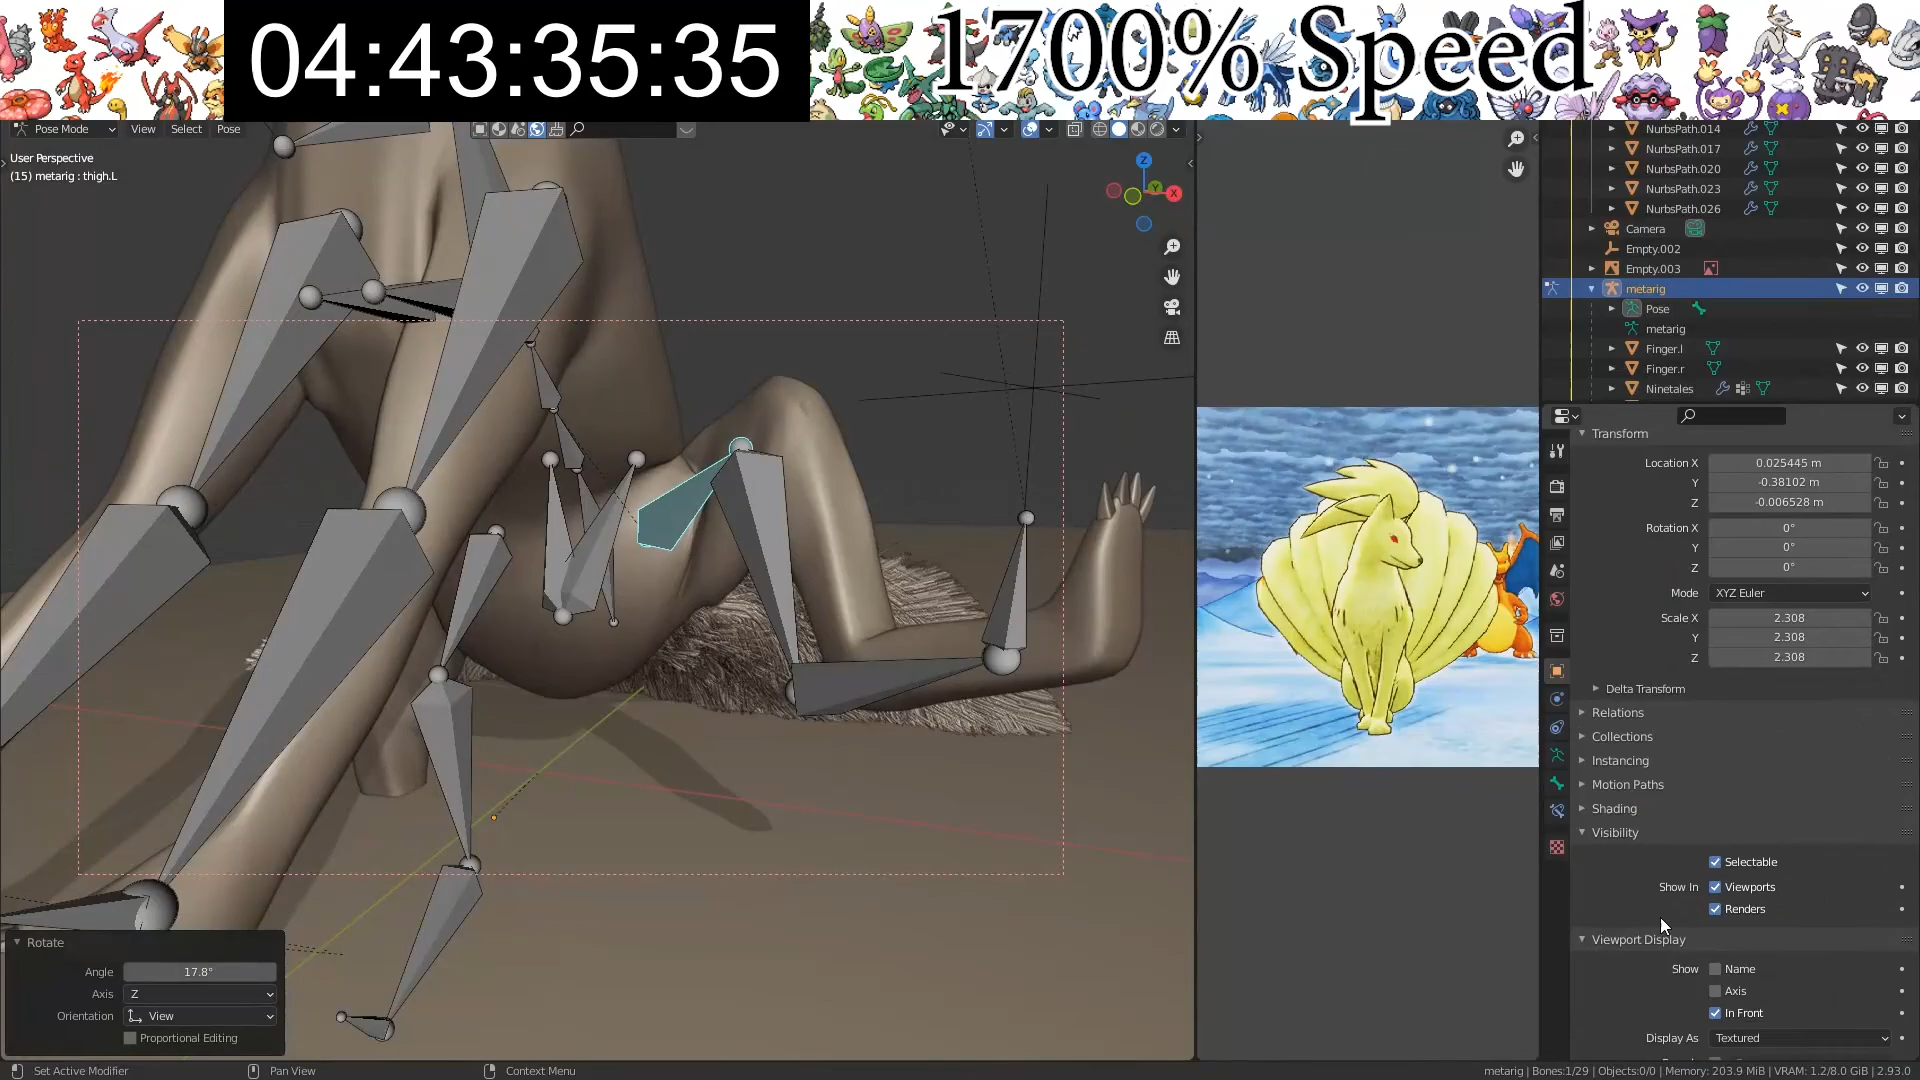 04:43:35:35
1700% Speed
Pose Mode View Select Pose
User Perspective
(15) metarig : thigh.L
Z
Y
X
NurbsPath.014
NurbsPath.017
NurbsPath.020
NurbsPath.023
NurbsPath.026
Camera
Empty.002
Empty.003
metarig
Pose
metarig
Finger.l
Finger.r
Ninetales
Transform
Location X 0.025445 m
Y -0.38102 m
Z -0.006528 m
Rotation X 0°
Y 0°
Z 0°
Mode XYZ Euler
Scale X 2.308
Y 2.308
Z 2.308
Delta Transform
Relations
Collections
Instancing
Motion Paths
Shading
Visibility
Selectable
Show In Viewports
Renders
Viewport Display
Show Name
Axis
In Front
Display As Textured
Rotate
Angle 17.8°
Axis Z
Orientation View
Proportional Editing
Set Active Modifier Pan View Context Menu metarig | Bones:1/29 | Objects:0/0 | Memory: 203.9 MiB | VRAM: 1.2/8.0 GiB | 2.93.0